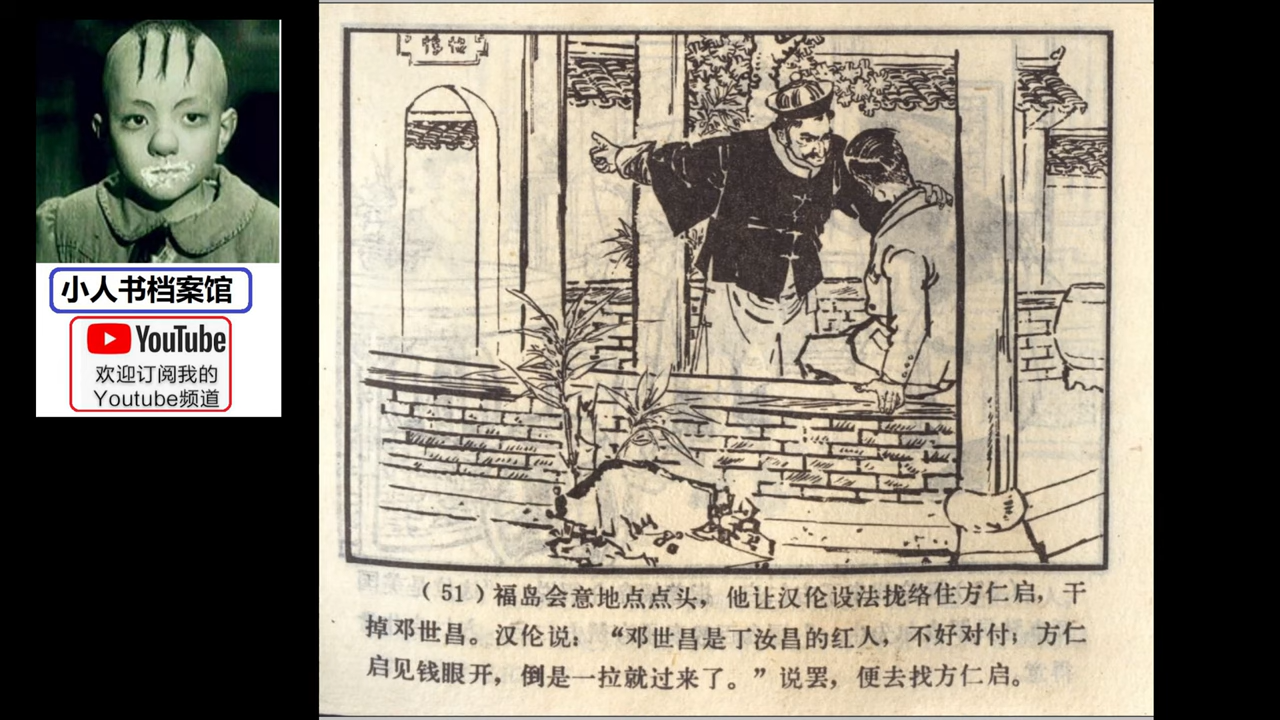 小人书档案馆
YouTube
欢迎订阅我的
Youtube频道
（51）福岛会意地点点头，他让汉伦设法拢络住方仁启，干
掉邓世昌。汉伦说：“邓世昌是丁汝昌的红人，不好对付；方仁
启见钱眼开，倒是一拉就过来了。”说罢，便去找方仁启。